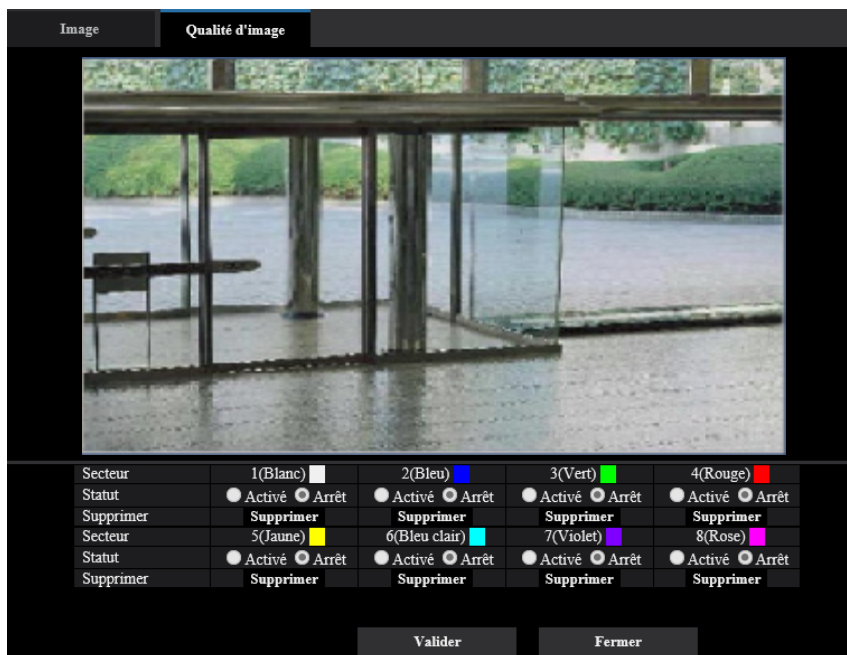 Image Qualité d'image
Secteur 1(Blanc) 2(Bleu) 3(Vert) 4(Rouge)
Statut Activé Arrêt Activé Arrêt Activé Arrêt Activé Arrêt
Supprimer Supprimer Supprimer Supprimer Supprimer
Secteur 5(Jaune) 6(Bleu clair) 7(Violet) 8(Rose)
Statut Activé Arrêt Activé Arrêt Activé Arrêt Activé Arrêt
Supprimer Supprimer Supprimer Supprimer Supprimer
Valider Fermer